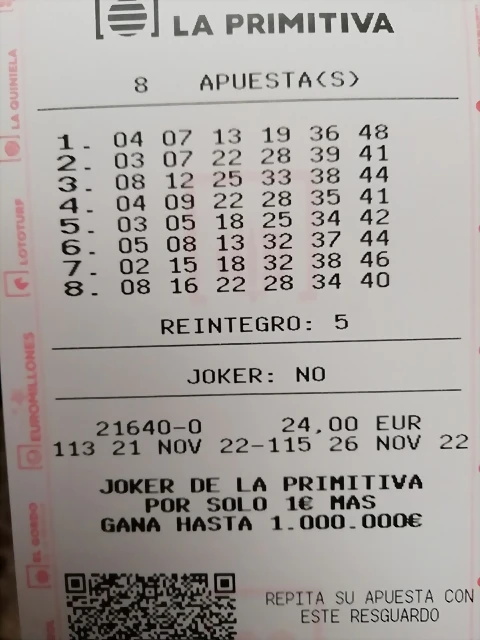 LA PRIMITIVA
8 APUESTA(S)
1. 04 07 13 19 36 48
2. 03 07 22 28 39 41
3. 08 12 25 33 38 44
4. 04 09 22 28 35 41
5. 03 05 18 25 34 42
6. 05 08 13 32 37 44
7. 02 15 18 32 38 46
8. 08 16 22 28 34 40
REINTEGRO: 5
JOKER: NO
21640-0 24,00 EUR
113 21 NOV 22-115 26 NOV 22
JOKER DE LA PRIMITIVA
POR SOLO 1€ MAS
GANA HASTA 1.000.000€
REPITA SU APUESTA CON
ESTE RESGUARDO
LA QUINIELA
LOTOTURF
EUROMILLONES
EL GORDO